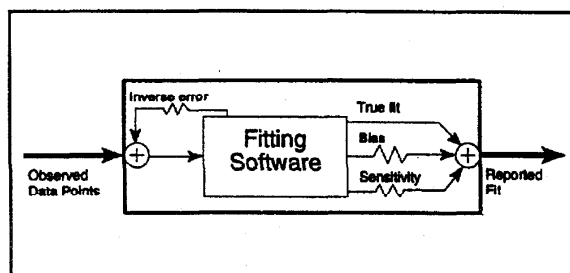 Inverse error
True fit
Fitting
Software
Bias
Sensitivity
Observed
Data Points
Reported
Fit